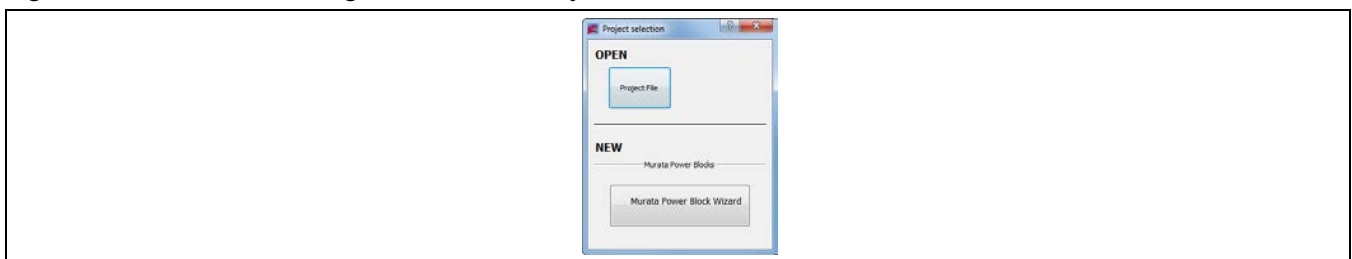 Project selection
OPEN
Project File
NEW
Murata Power Blocks
Murata Power Block Wizard